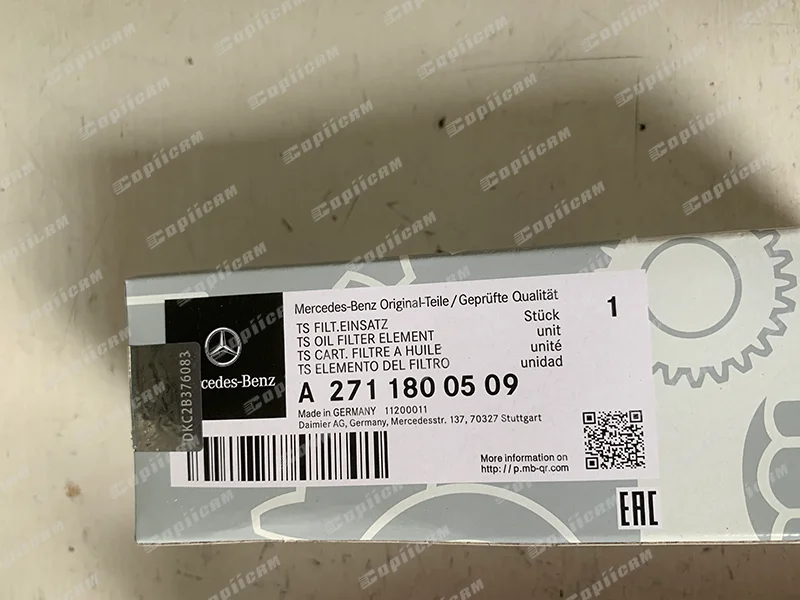 Mercedes-Benz Original-Teile/Geprüfte Qualität
TS FILT.EINSATZ Stück 1
TS OIL FILTER ELEMENT unit
TS CART. FILTRE A HUILE unité
TS ELEMENTO DEL FILTRO unidad
A 271 180 05 09
Made in GERMANY 11200011
Daimler AG, Germany, Mercedesstr. 137, 70327 Stuttgart
cedes-Benz
DKC2B376083
More information on
http://p.mb-qr.com
EAC
Copiicam